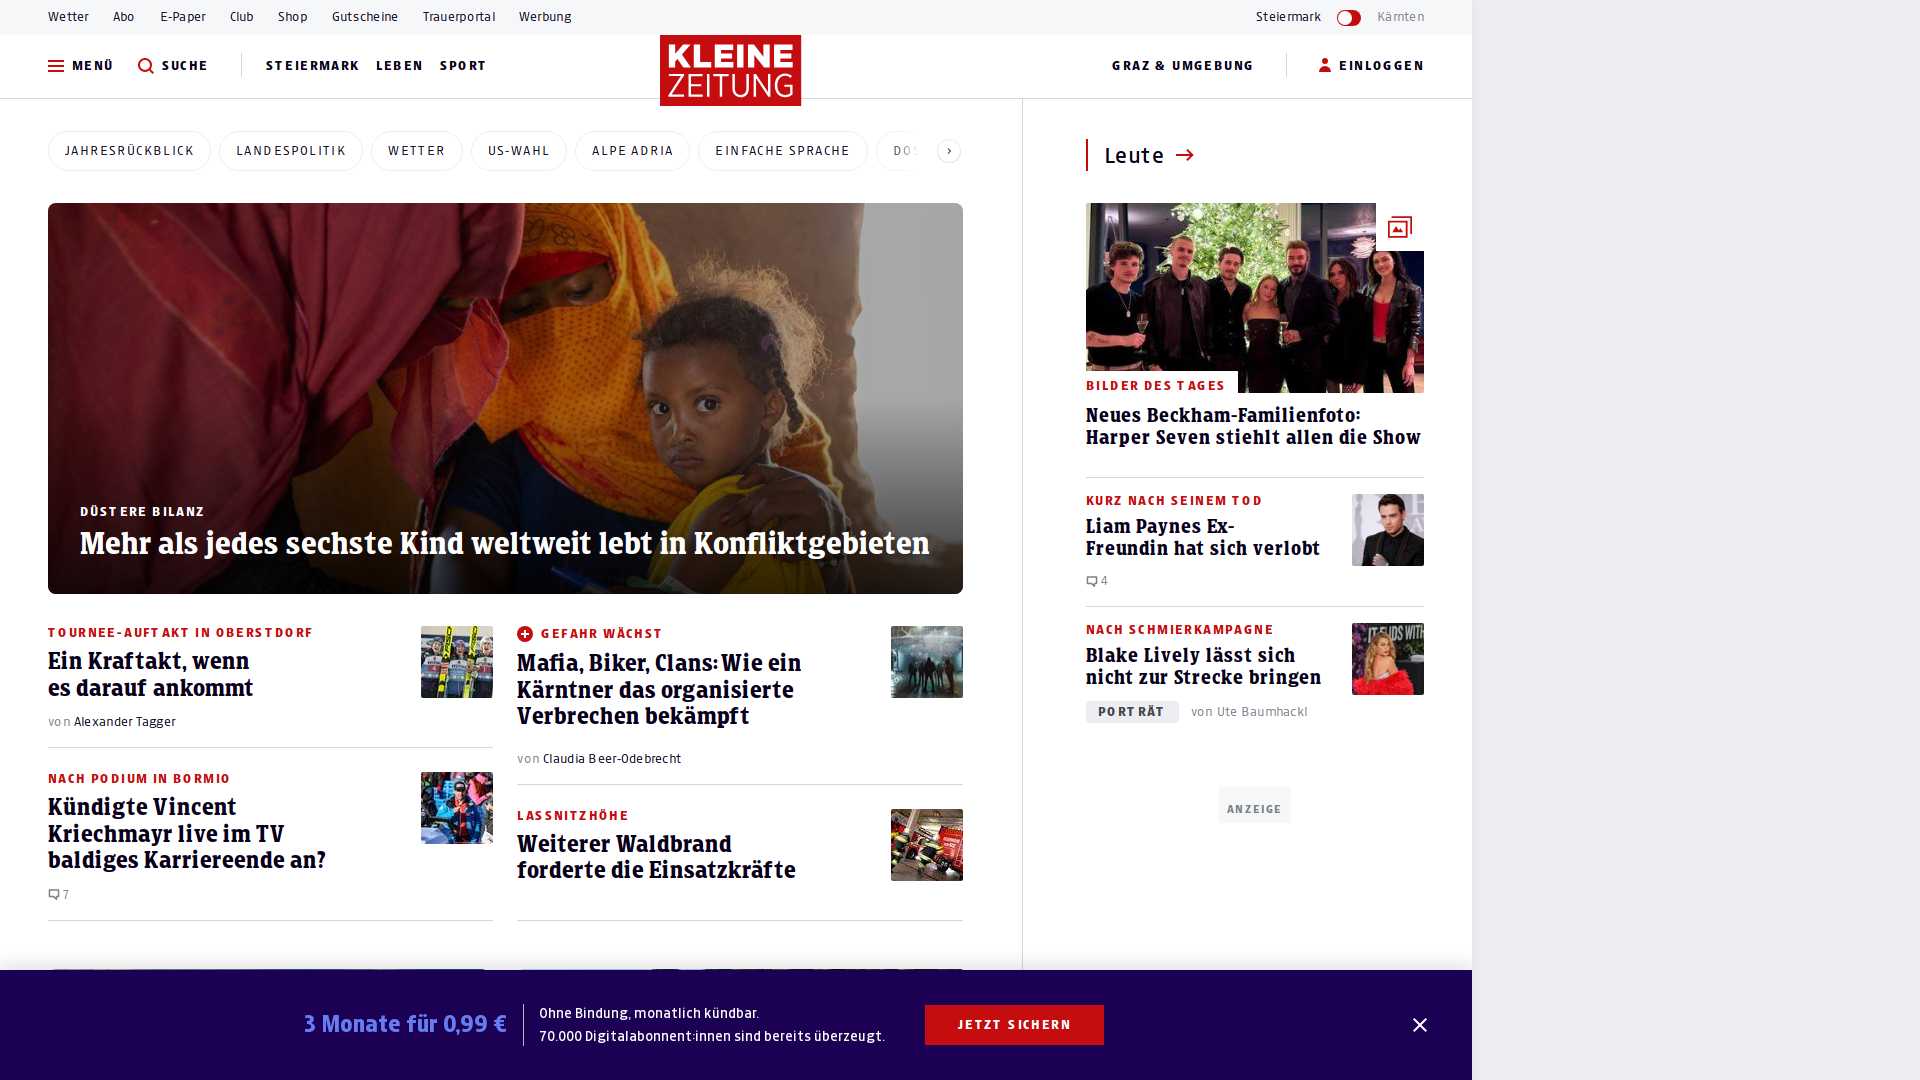 Wetter Abo E-Paper Club Shop Gutscheine Trauerportal Werbung
Steiermark Kärnten
MENÜ SUCHE STEIERMARK LEBEN SPORT
KLEINE
ZEITUNG
GRAZ & UMGEBUNG EINLOGGEN
JAHRESRÜCKBLICK LANDESPOLITIK WETTER US-WAHL ALPE ADRIA EINFACHE SPRACHE
DÜSTERE BILANZ
Mehr als jedes sechste Kind weltweit lebt in Konfliktgebieten
TOURNEE-AUFTAKT IN OBERSTDORF
Ein Kraftakt, wenn
es darauf ankommt
von Alexander Tagger
NACH PODIUM IN BORMIO
Kündigte Vincent
Kriechmayr live im TV
baldiges Karriereende an?
7
GEFAHR WÄCHST
Mafia, Biker, Clans: Wie ein
Kärntner das organisierte
Verbrechen bekämpft
von Claudia Beer-Odebrecht
LASSNITZHÖHE
Weiterer Waldbrand
forderte die Einsatzkräfte
Leute
BILDER DES TAGES
Neues Beckham-Familienfoto:
Harper Seven stiehlt allen die Show
KURZ NACH SEINEM TOD
Liam Paynes Ex-
Freundin hat sich verlobt
4
NACH SCHMIERKAMPAGNE
Blake Lively lässt sich
nicht zur Strecke bringen
PORTRÄT von Ute Baumhackl
ANZEIGE
3 Monate für 0,99 €
Ohne Bindung, monatlich kündbar.
70.000 Digitalabonnent:innen sind bereits überzeugt.
JETZT SICHERN